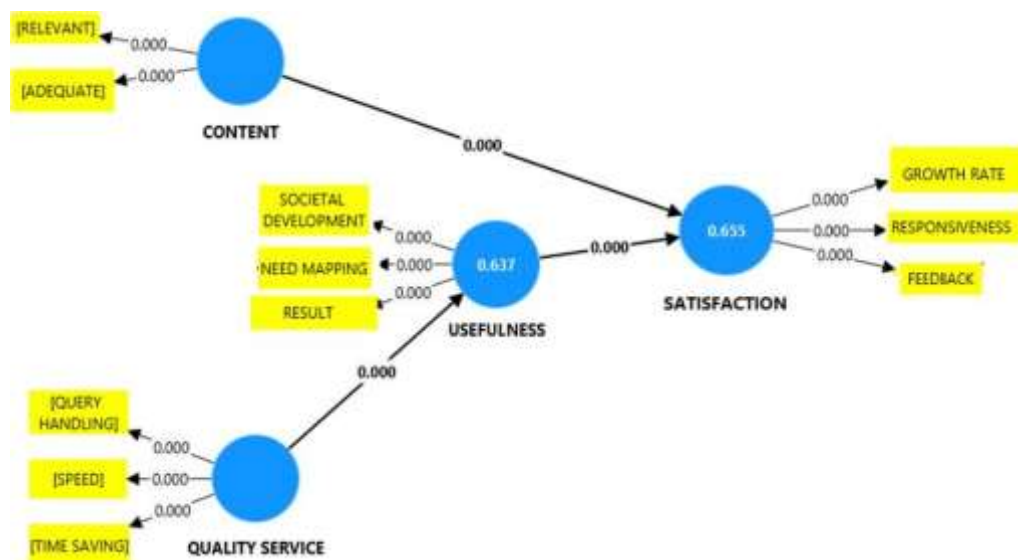 [RELEVANT]
0.000
0.000
[ADEQUATE]
CONTENT
0.000
SOCIETAL
DEVELOPMENT
0.000
NEED MAPPING
0.000
RESULT
0.000
0.637
USEFULNESS
0.000
0.655
SATISFACTION
0.000
GROWTH RATE
0.000
RESPONSIVENESS
0.000
FEEDBACK
0.000
[QUERY
HANDLING]
0.000
[SPEED]
0.000
0.000
[TIME SAVING]
QUALITY SERVICE